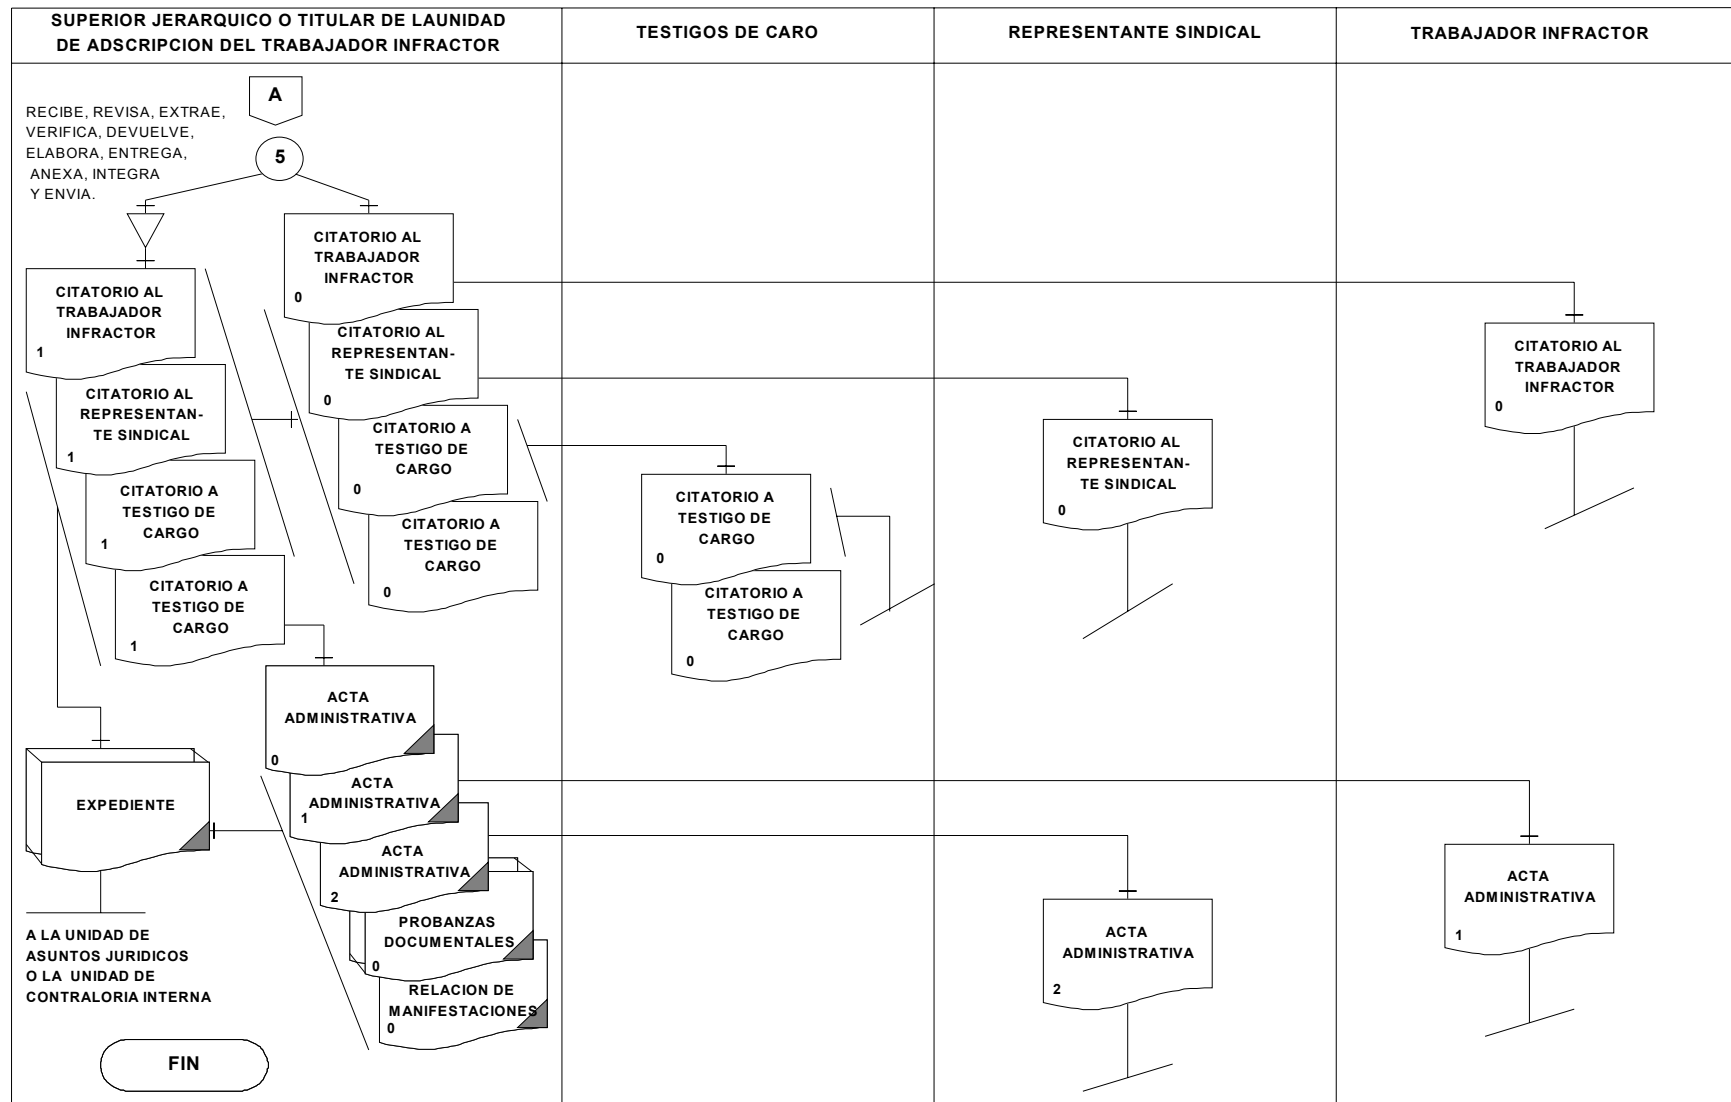 SUPERIOR JERARQUICO O TITULAR DE LAUNIDAD
DE ADSCRIPCION DEL TRABAJADOR INFRACTOR
TESTIGOS DE CARO
REPRESENTANTE SINDICAL
TRABAJADOR INFRACTOR
A
RECIBE, REVISA, EXTRAE,
VERIFICA, DEVUELVE,
ELABORA, ENTREGA,
ANEXA, INTEGRA
Y ENVIA.
5
CITATORIO AL
TRABAJADOR
INFRACTOR
1
CITATORIO AL
REPRESENTAN-
TE SINDICAL
1
CITATORIO A
TESTIGO DE
CARGO
1
CITATORIO A
TESTIGO DE
CARGO
1
CITATORIO AL
TRABAJADOR
INFRACTOR
0
CITATORIO AL
REPRESENTAN-
TE SINDICAL
0
CITATORIO A
TESTIGO DE
CARGO
0
CITATORIO A
TESTIGO DE
CARGO
0
CITATORIO A
TESTIGO DE
CARGO
0
CITATORIO A
TESTIGO DE
CARGO
0
CITATORIO AL
REPRESENTAN-
TE SINDICAL
0
CITATORIO AL
TRABAJADOR
INFRACTOR
0
ACTA
ADMINISTRATIVA
0
ACTA
ADMINISTRATIVA
1
ACTA
ADMINISTRATIVA
2
PROBANZAS
DOCUMENTALES
0
RELACION DE
MANIFESTACIONES
0
EXPEDIENTE
A LA UNIDAD DE
ASUNTOS JURIDICOS
O LA UNIDAD DE
CONTRALORIA INTERNA
FIN
ACTA
ADMINISTRATIVA
2
ACTA
ADMINISTRATIVA
1